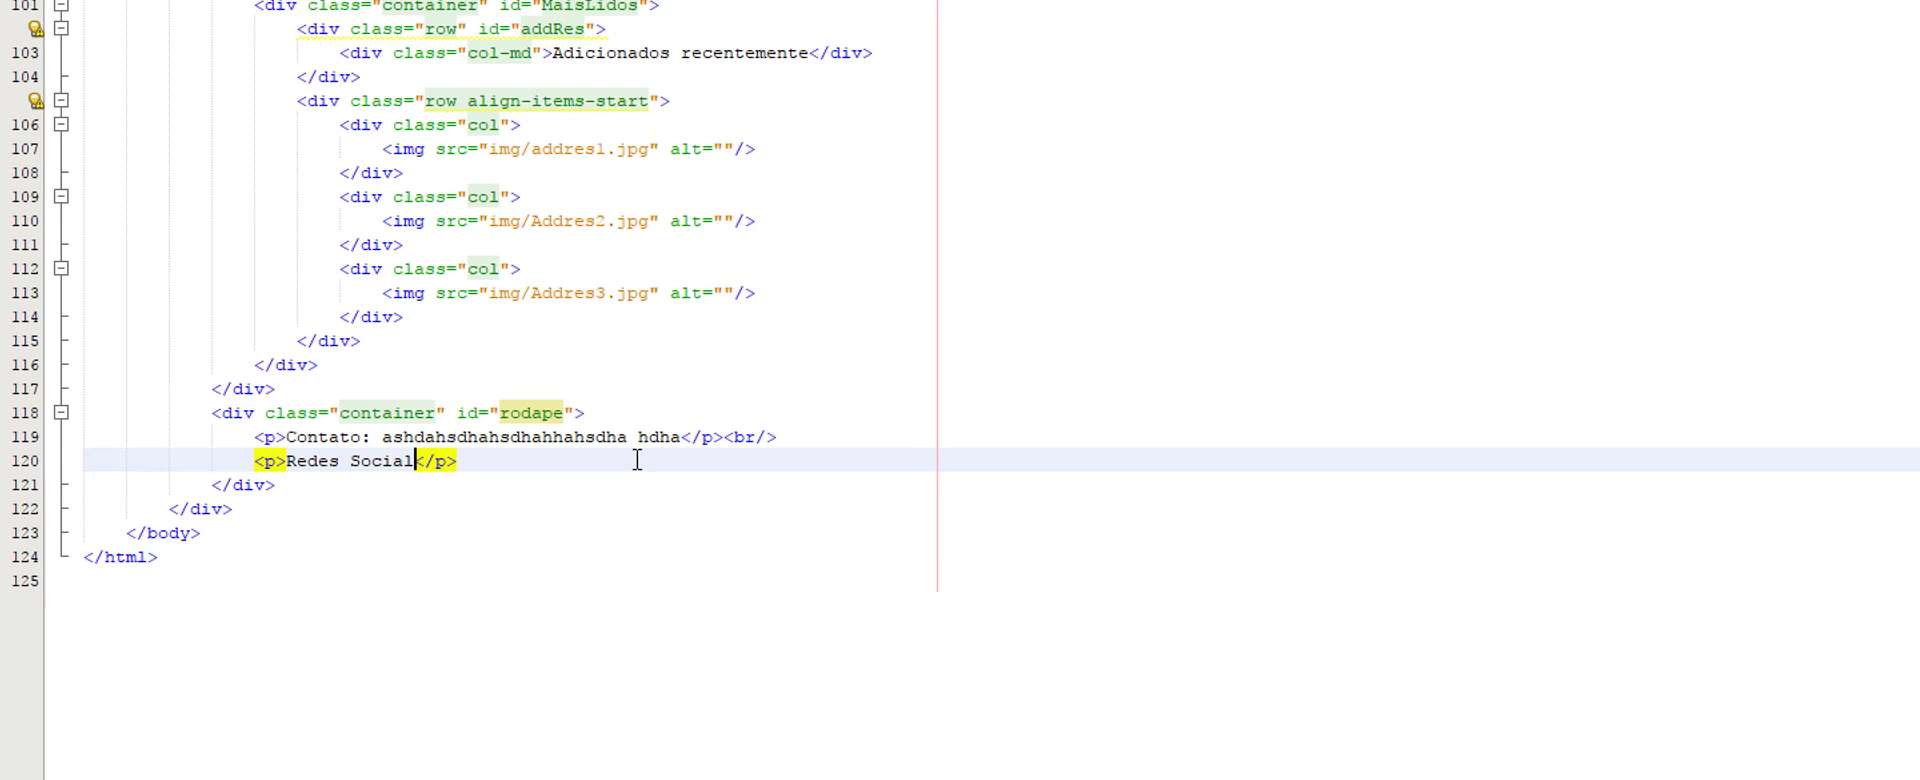 101 <div class="container" id="MaisLidos">
<div class="row" id="addRes">
103 <div class="col-md">Adicionados recentemente</div>
104 </div>
<div class="row align-items-start">
106 <div class="col">
107 <img src="img/addres1.jpg" alt=""/>
108 </div>
109 <div class="col">
110 <img src="img/Addres2.jpg" alt=""/>
111 </div>
112 <div class="col">
113 <img src="img/Addres3.jpg" alt=""/>
114 </div>
115 </div>
116 </div>
117 </div>
118 <div class="container" id="rodape">
119 <p>Contato: ashdahsdhahsdhahhahsdha hdha</p><br/>
120 <p>Redes Social</p>
121 </div>
122 </div>
123 </body>
124 </html>
125